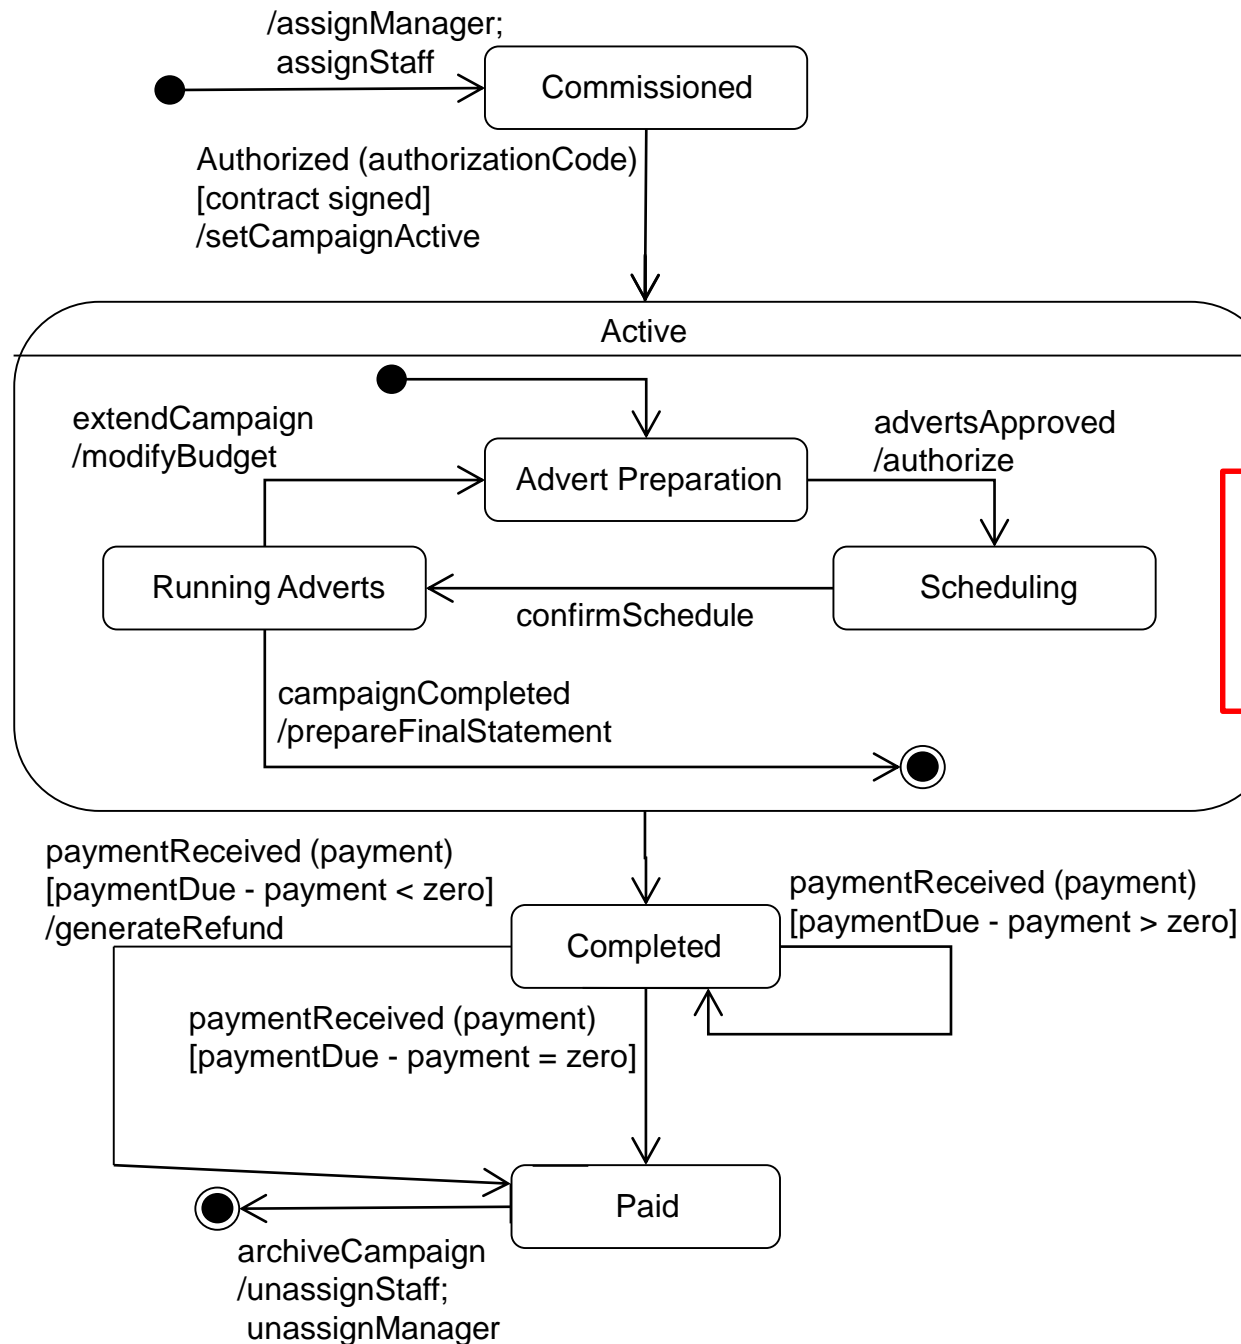 /assignManager;
assignStaff
Commissioned
Authorized (authorizationCode)
[contract signed]
/setCampaignActive
Active
extendCampaign
/modifyBudget
advertsApproved
/authorize
Advert Preparation
Running Adverts
Scheduling
confirmSchedule
campaignCompleted
/prepareFinalStatement
paymentReceived (payment)
[paymentDue - payment < zero]
/generateRefund
paymentReceived (payment)
[paymentDue - payment > zero]
Completed
paymentReceived (payment)
[paymentDue - payment = zero]
Paid
archiveCampaign
/unassignStaff;
unassignManager